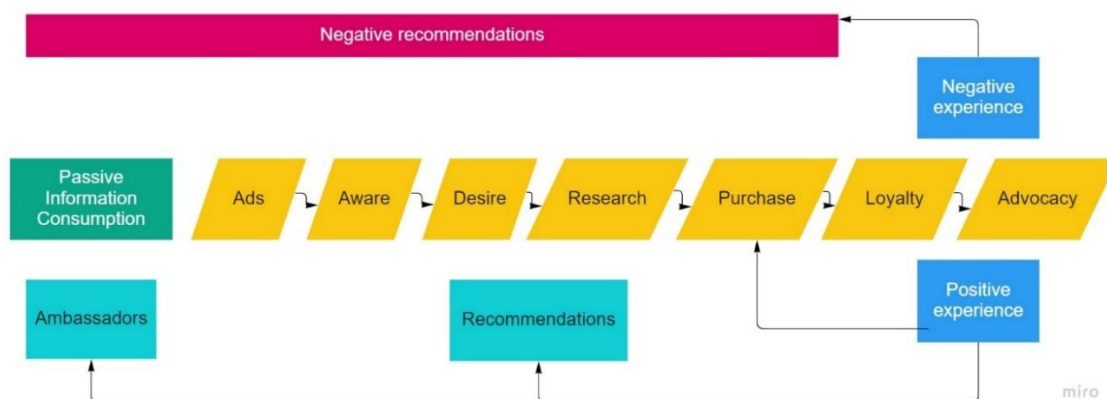 Negative recommendations
Negative
experience
Passive
Information
Consumption
Ads
Aware
Desire
Research
Purchase
Loyalty
Advocacy
Ambassadors
Recommendations
Positive
experience
miro